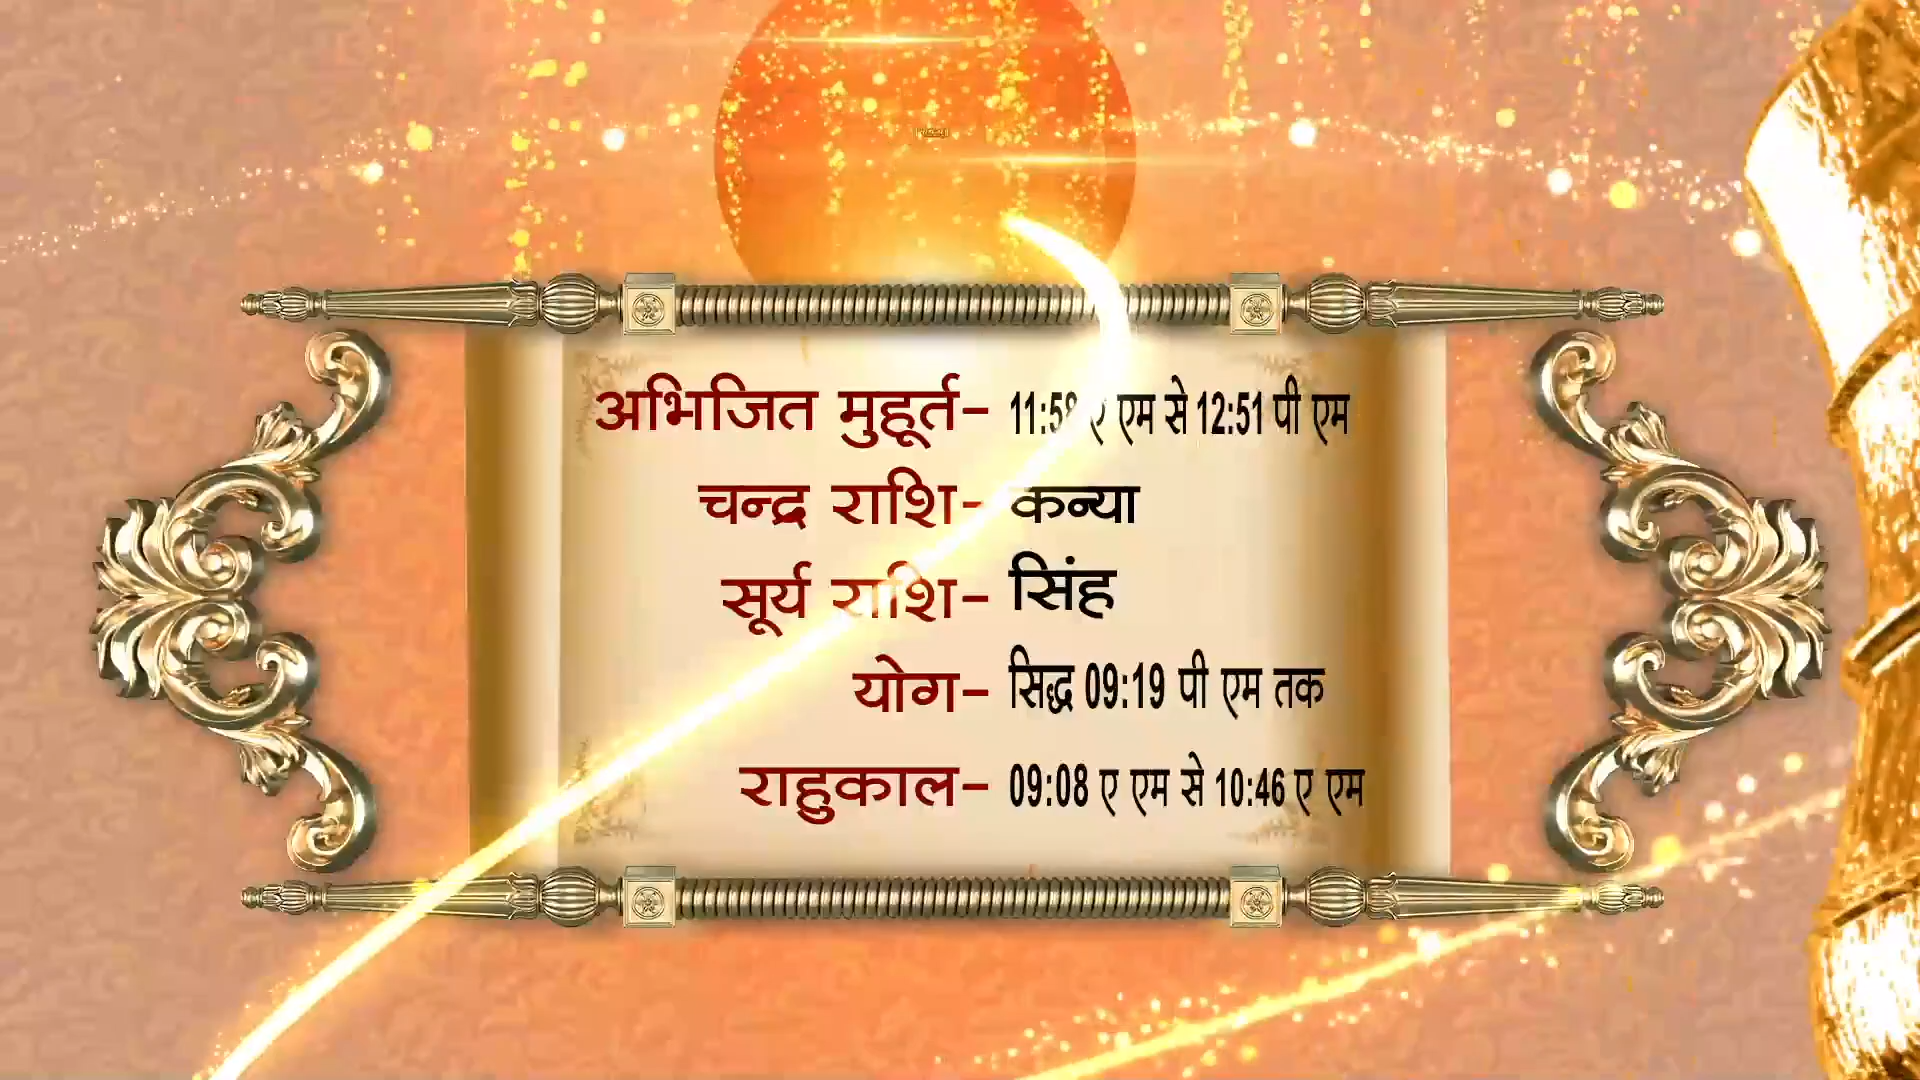 अभिजित मुहूर्त- ए एम से 12:51 पी एम
चन्द्र राशि- कन्या
सूर्य राशि- सिंह
योग- सिद्ध 09:19 पी एम तक
राहुकाल- 09:08 ए एम से 10:46 ए एम